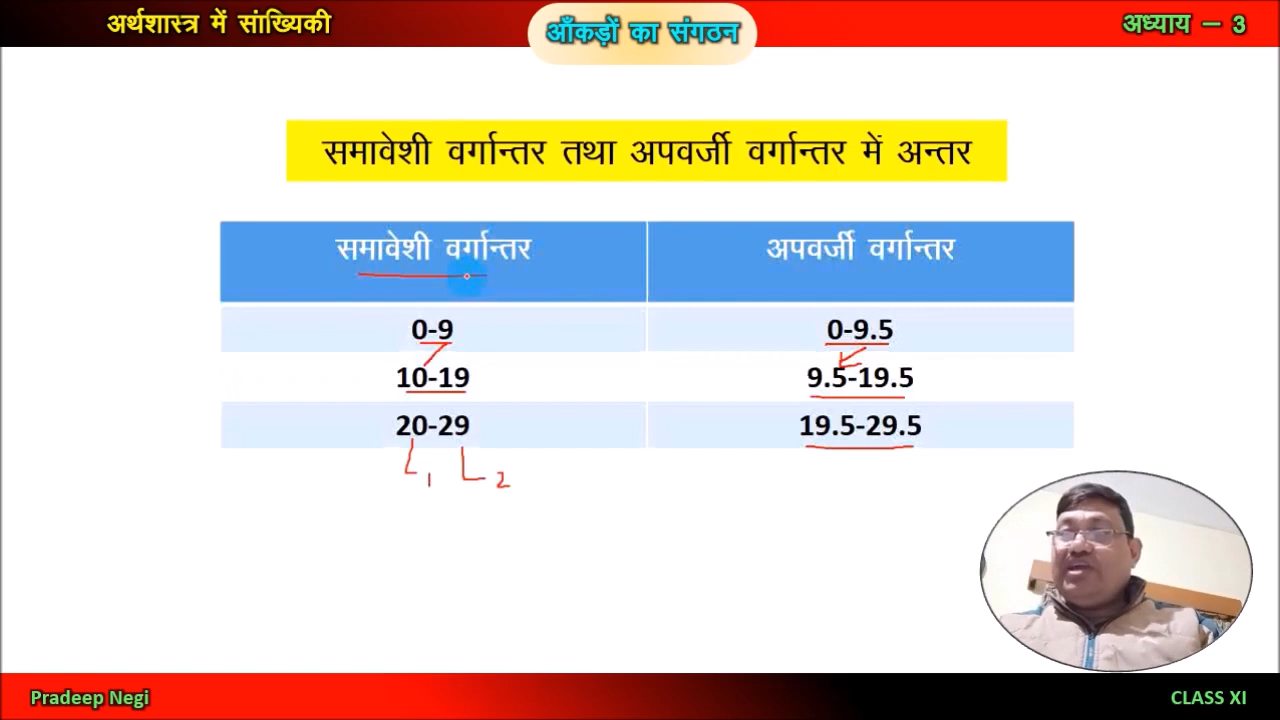 अर्थशास्त्र में सांख्यिकी
आँकड़ों का संगठन
अध्याय – 3
समावेशी वर्गान्तर तथा अपवर्जी वर्गान्तर में अन्तर
समावेशी वर्गान्तर अपवर्जी वर्गान्तर
0-9 0-9.5
10-19 9.5-19.5
20-29 19.5-29.5
L1 L2
Pradeep Negi
CLASS XI